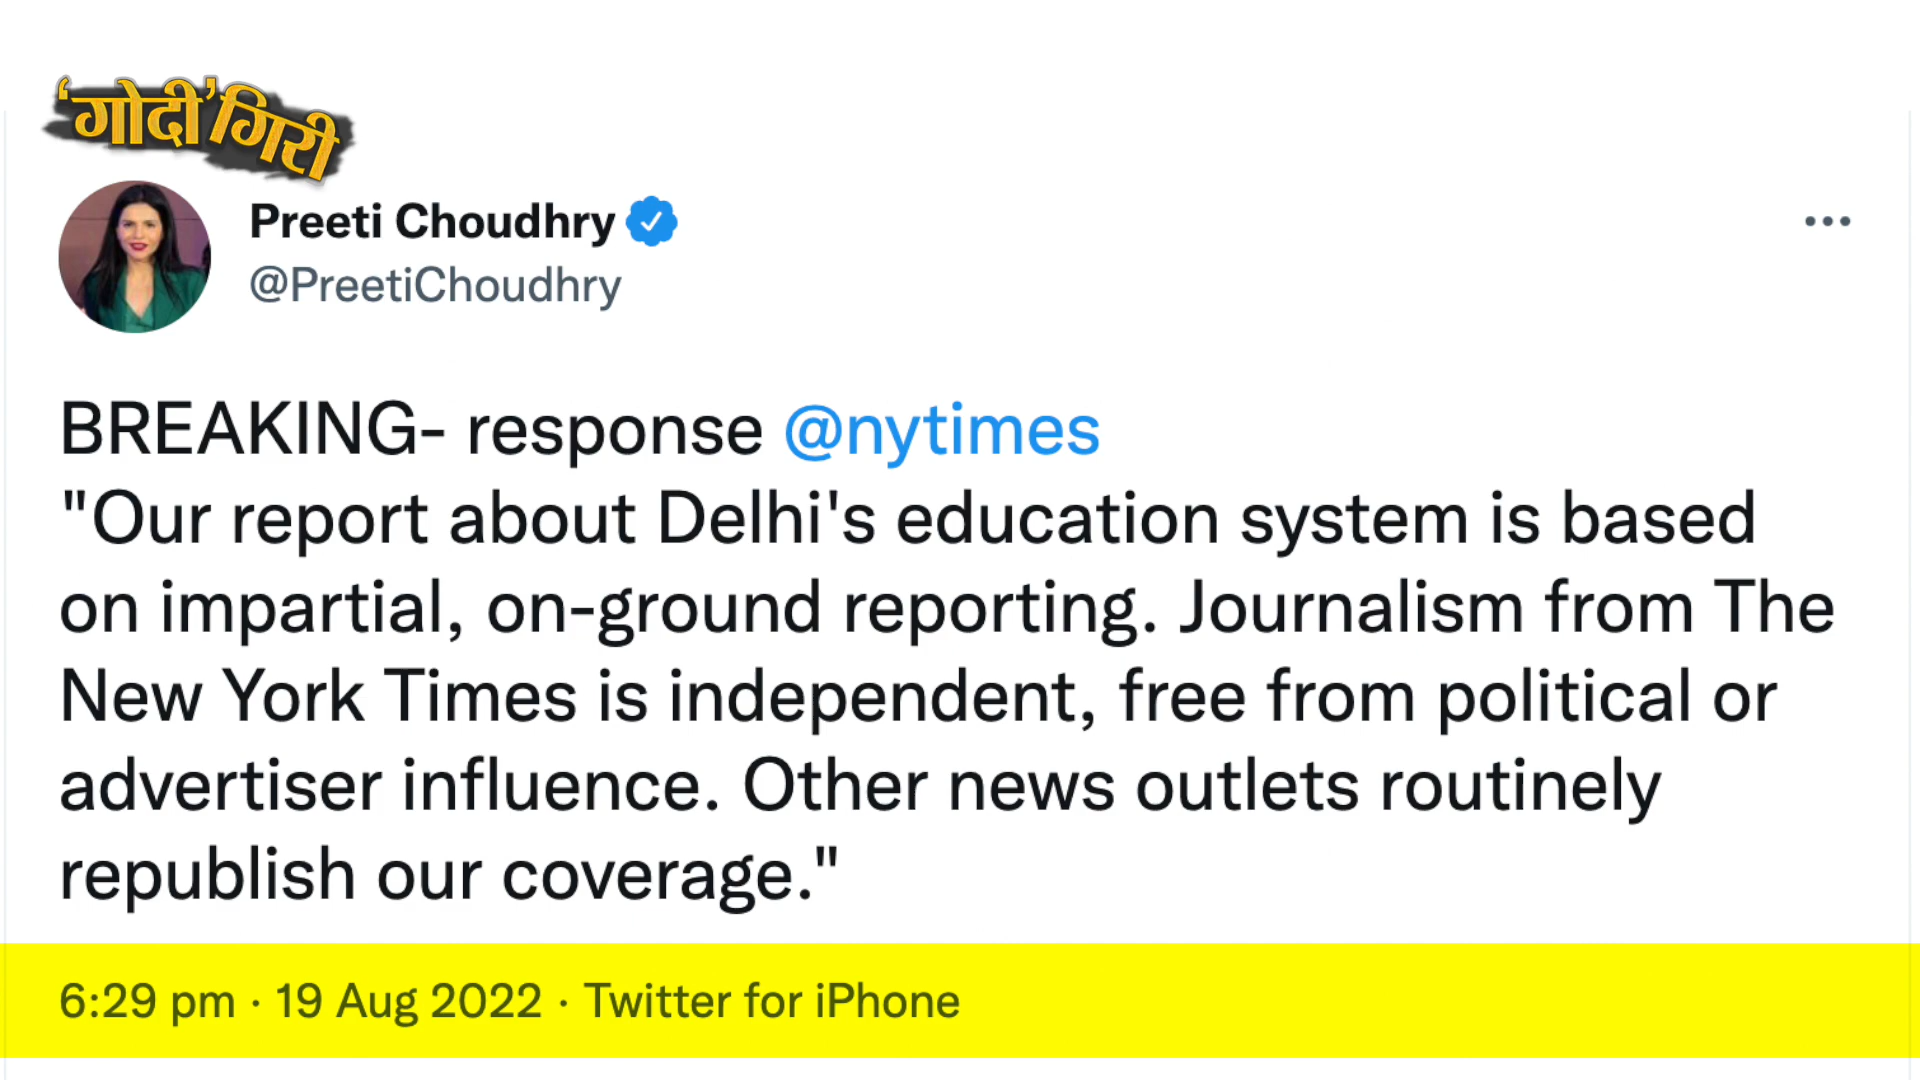 ‘गोदी’गिरी
Preeti Choudhry
@PreetiChoudhry
BREAKING- response @nytimes
"Our report about Delhi's education system is based
on impartial, on-ground reporting. Journalism from The
New York Times is independent, free from political or
advertiser influence. Other news outlets routinely
republish our coverage."
6:29 pm · 19 Aug 2022 · Twitter for iPhone